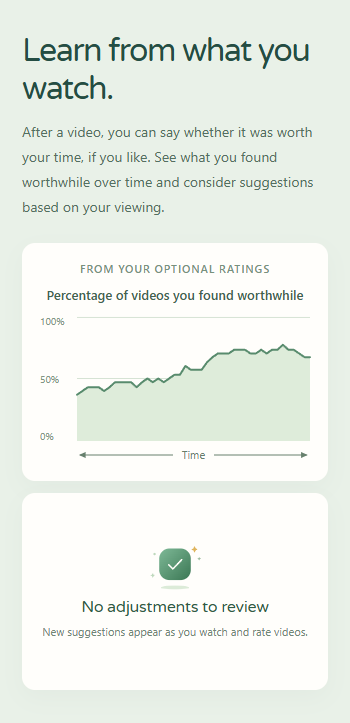 Learn from what you
watch.
After a video, you can say whether it was worth
your time, if you like. See what you found
worthwhile over time and consider suggestions
based on your viewing.
FROM YOUR OPTIONAL RATINGS
Percentage of videos you found worthwhile
100%
50%
0%
Time
No adjustments to review
New suggestions appear as you watch and rate videos.